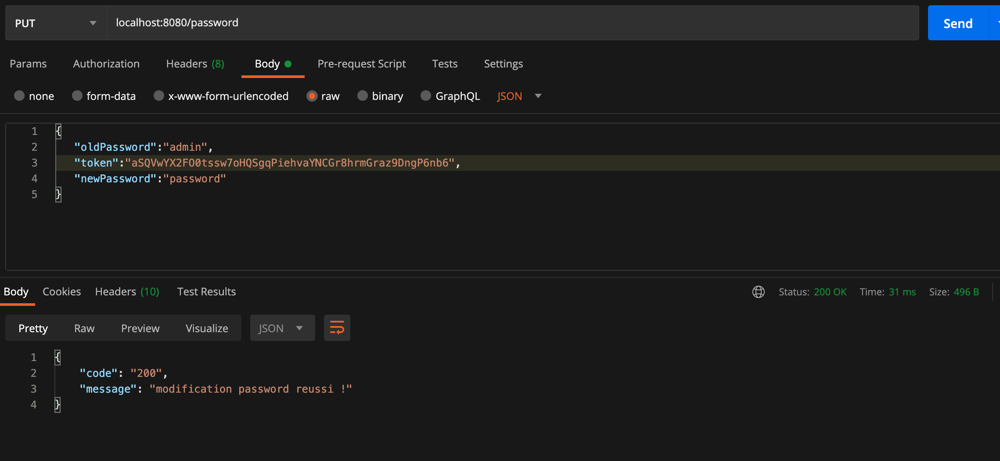 PUT localhost:8080/password Send
Params Authorization Headers (8) Body Pre-request Script Tests Settings
none form-data x-www-form-urlencoded raw binary GraphQL JSON
1 {
2 "oldPassword":"admin",
3 "token":"aSQVwYX2FO0tssw7oHQSgqPiehvaYNCGr8hrmGraz9DngP6nb6",
4 "newPassword":"password"
5 }
Body Cookies Headers (10) Test Results Status: 200 OK Time: 31 ms Size: 496 B
Pretty Raw Preview Visualize JSON
1 {
2 "code": "200",
3 "message": "modification password reussi !"
4 }